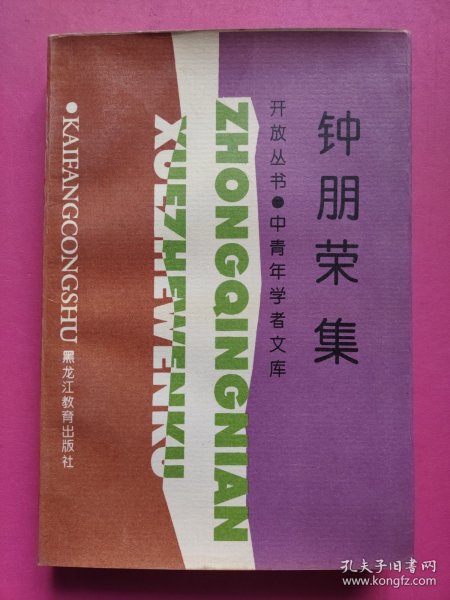 钟朋荣集
开放丛书●中青年学者文库
ZHONGQINGNIAN
XUEZHEWENKU
●KAIFANGCONGSHU
黑龙江教育出版社
孔夫子旧书网
www.kongfz.com